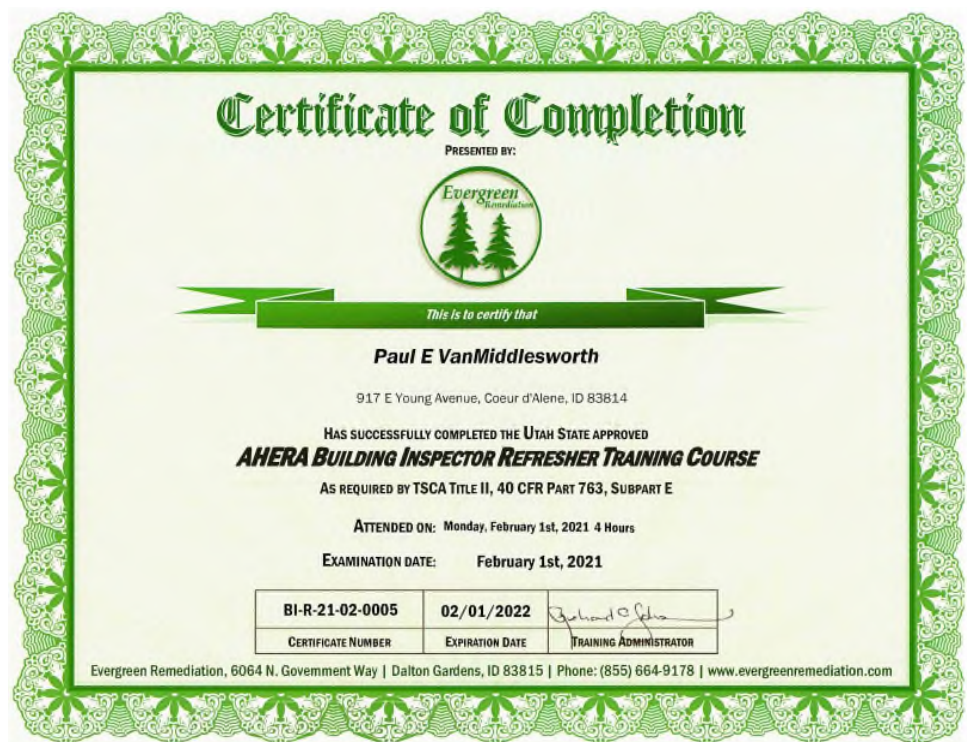 Certificate of Completion
PRESENTED BY:
Evergreen
Remediation
This is to certify that
Paul E VanMiddlesworth
917 E Young Avenue, Coeur d'Alene, ID 83814
HAS SUCCESSFULLY COMPLETED THE UTAH STATE APPROVED
AHERA BUILDING INSPECTOR REFRESHER TRAINING COURSE
AS REQUIRED BY TSCA TITLE II, 40 CFR PART 763, SUBPART E
ATTENDED ON: Monday, February 1st, 2021 4 Hours
EXAMINATION DATE: February 1st, 2021
BI-R-21-02-0005 02/01/2022
CERTIFICATE NUMBER EXPIRATION DATE TRAINING ADMINISTRATOR
Evergreen Remediation, 6064 N. Government Way | Dalton Gardens, ID 83815 | Phone: (855) 664-9178 | www.evergreenremediation.com